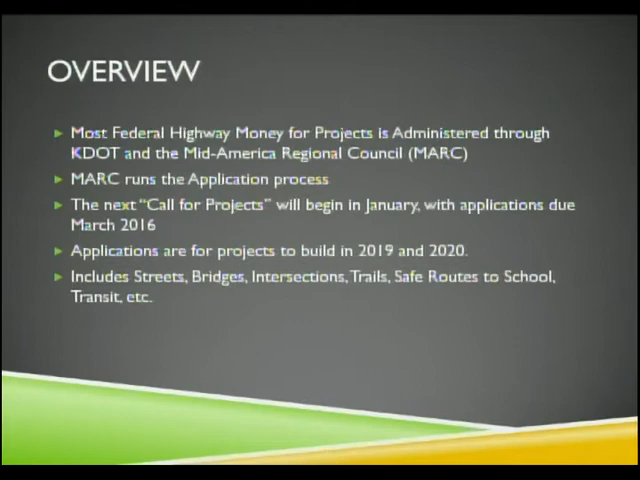 OVERVIEW
Most Federal Highway Money for Projects is Administered through
KDOT and the Mid-America Regional Council (MARC)
MARC runs the Application process
The next "Call for Projects" will begin in January, with applications due
March 2016
Applications are for projects to build in 2019 and 2020.
Includes Streets, Bridges, Intersections, Trails, Safe Routes to School,
Transit, etc.